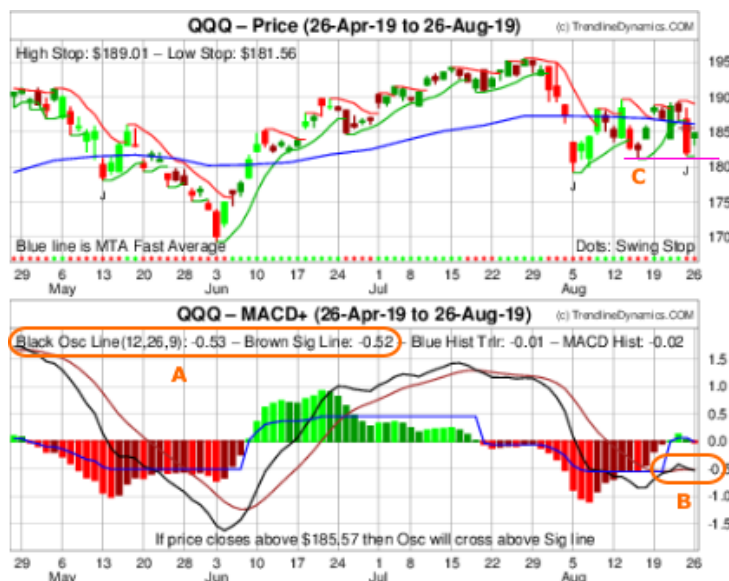 QQQ – Price (26-Apr-19 to 26-Aug-19)
(c) TrendlineDynamics.COM
High Stop: $189.01 – Low Stop: $181.56
195
190
185
180
175
170
C
J
J
J
Blue line is MTA Fast Average
Dots: Swing Stop
29 6 13 20 28 3 10 17 24 1 8 15 22 29 5 12 19 26
May Jun Jul Aug
QQQ – MACD+ (26-Apr-19 to 26-Aug-19)
(c) TrendlineDynamics.COM
Black Osc Line(12,26,9): -0.53 – Brown Sig Line: -0.52 – Blue Hist Trlr: -0.01 – MACD Hist: -0.02
A
1.5
1.0
0.5
0.0
-0.5
B
-1.0
-1.5
If price closes above $185.57 then Osc will cross above Sig line
29 6 13 20 28 3 10 17 24 1 8 15 22 29 5 12 19 26
May Jun Jul Aug